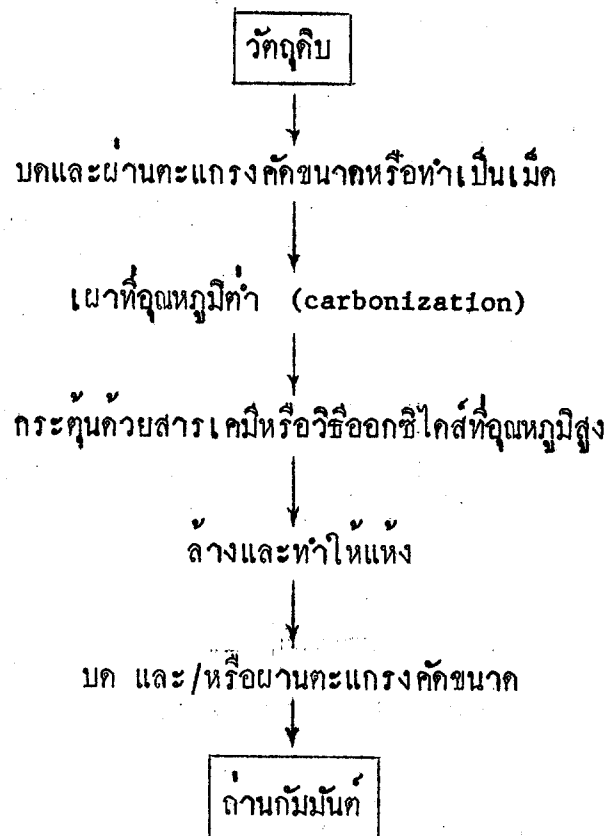 วัตถุดิบ
บดและผ่านตะแกรงคัดขนาดหรือทำเป็นเม็ด
เผาที่อุณหภูมิต่ำ (carbonization)
กระตุ้นด้วยสารเคมีหรือวิธีออกซิไดส์ที่อุณหภูมิสูง
ล้างและทำให้แห้ง
บด และ/หรือผานตะแกรงคัดขนาด
ถ่านกัมมันต์